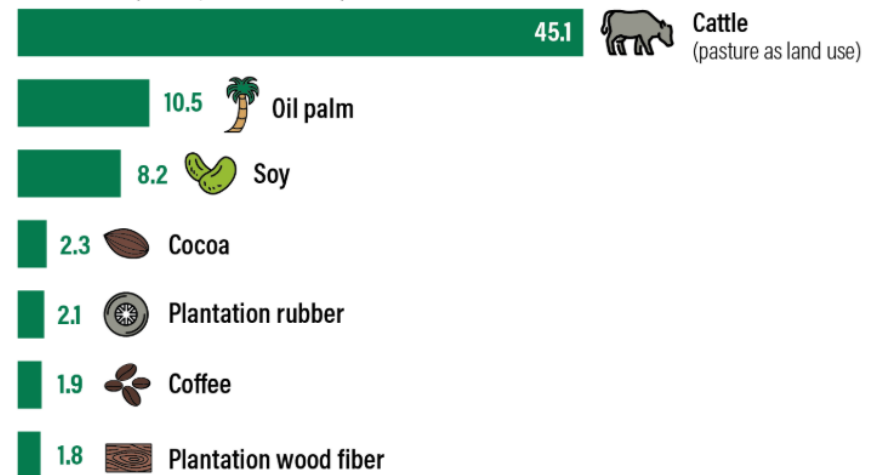 45.1 Cattle
(pasture as land use)
10.5 Oil palm
8.2 Soy
2.3 Cocoa
2.1 Plantation rubber
1.9 Coffee
1.8 Plantation wood fiber